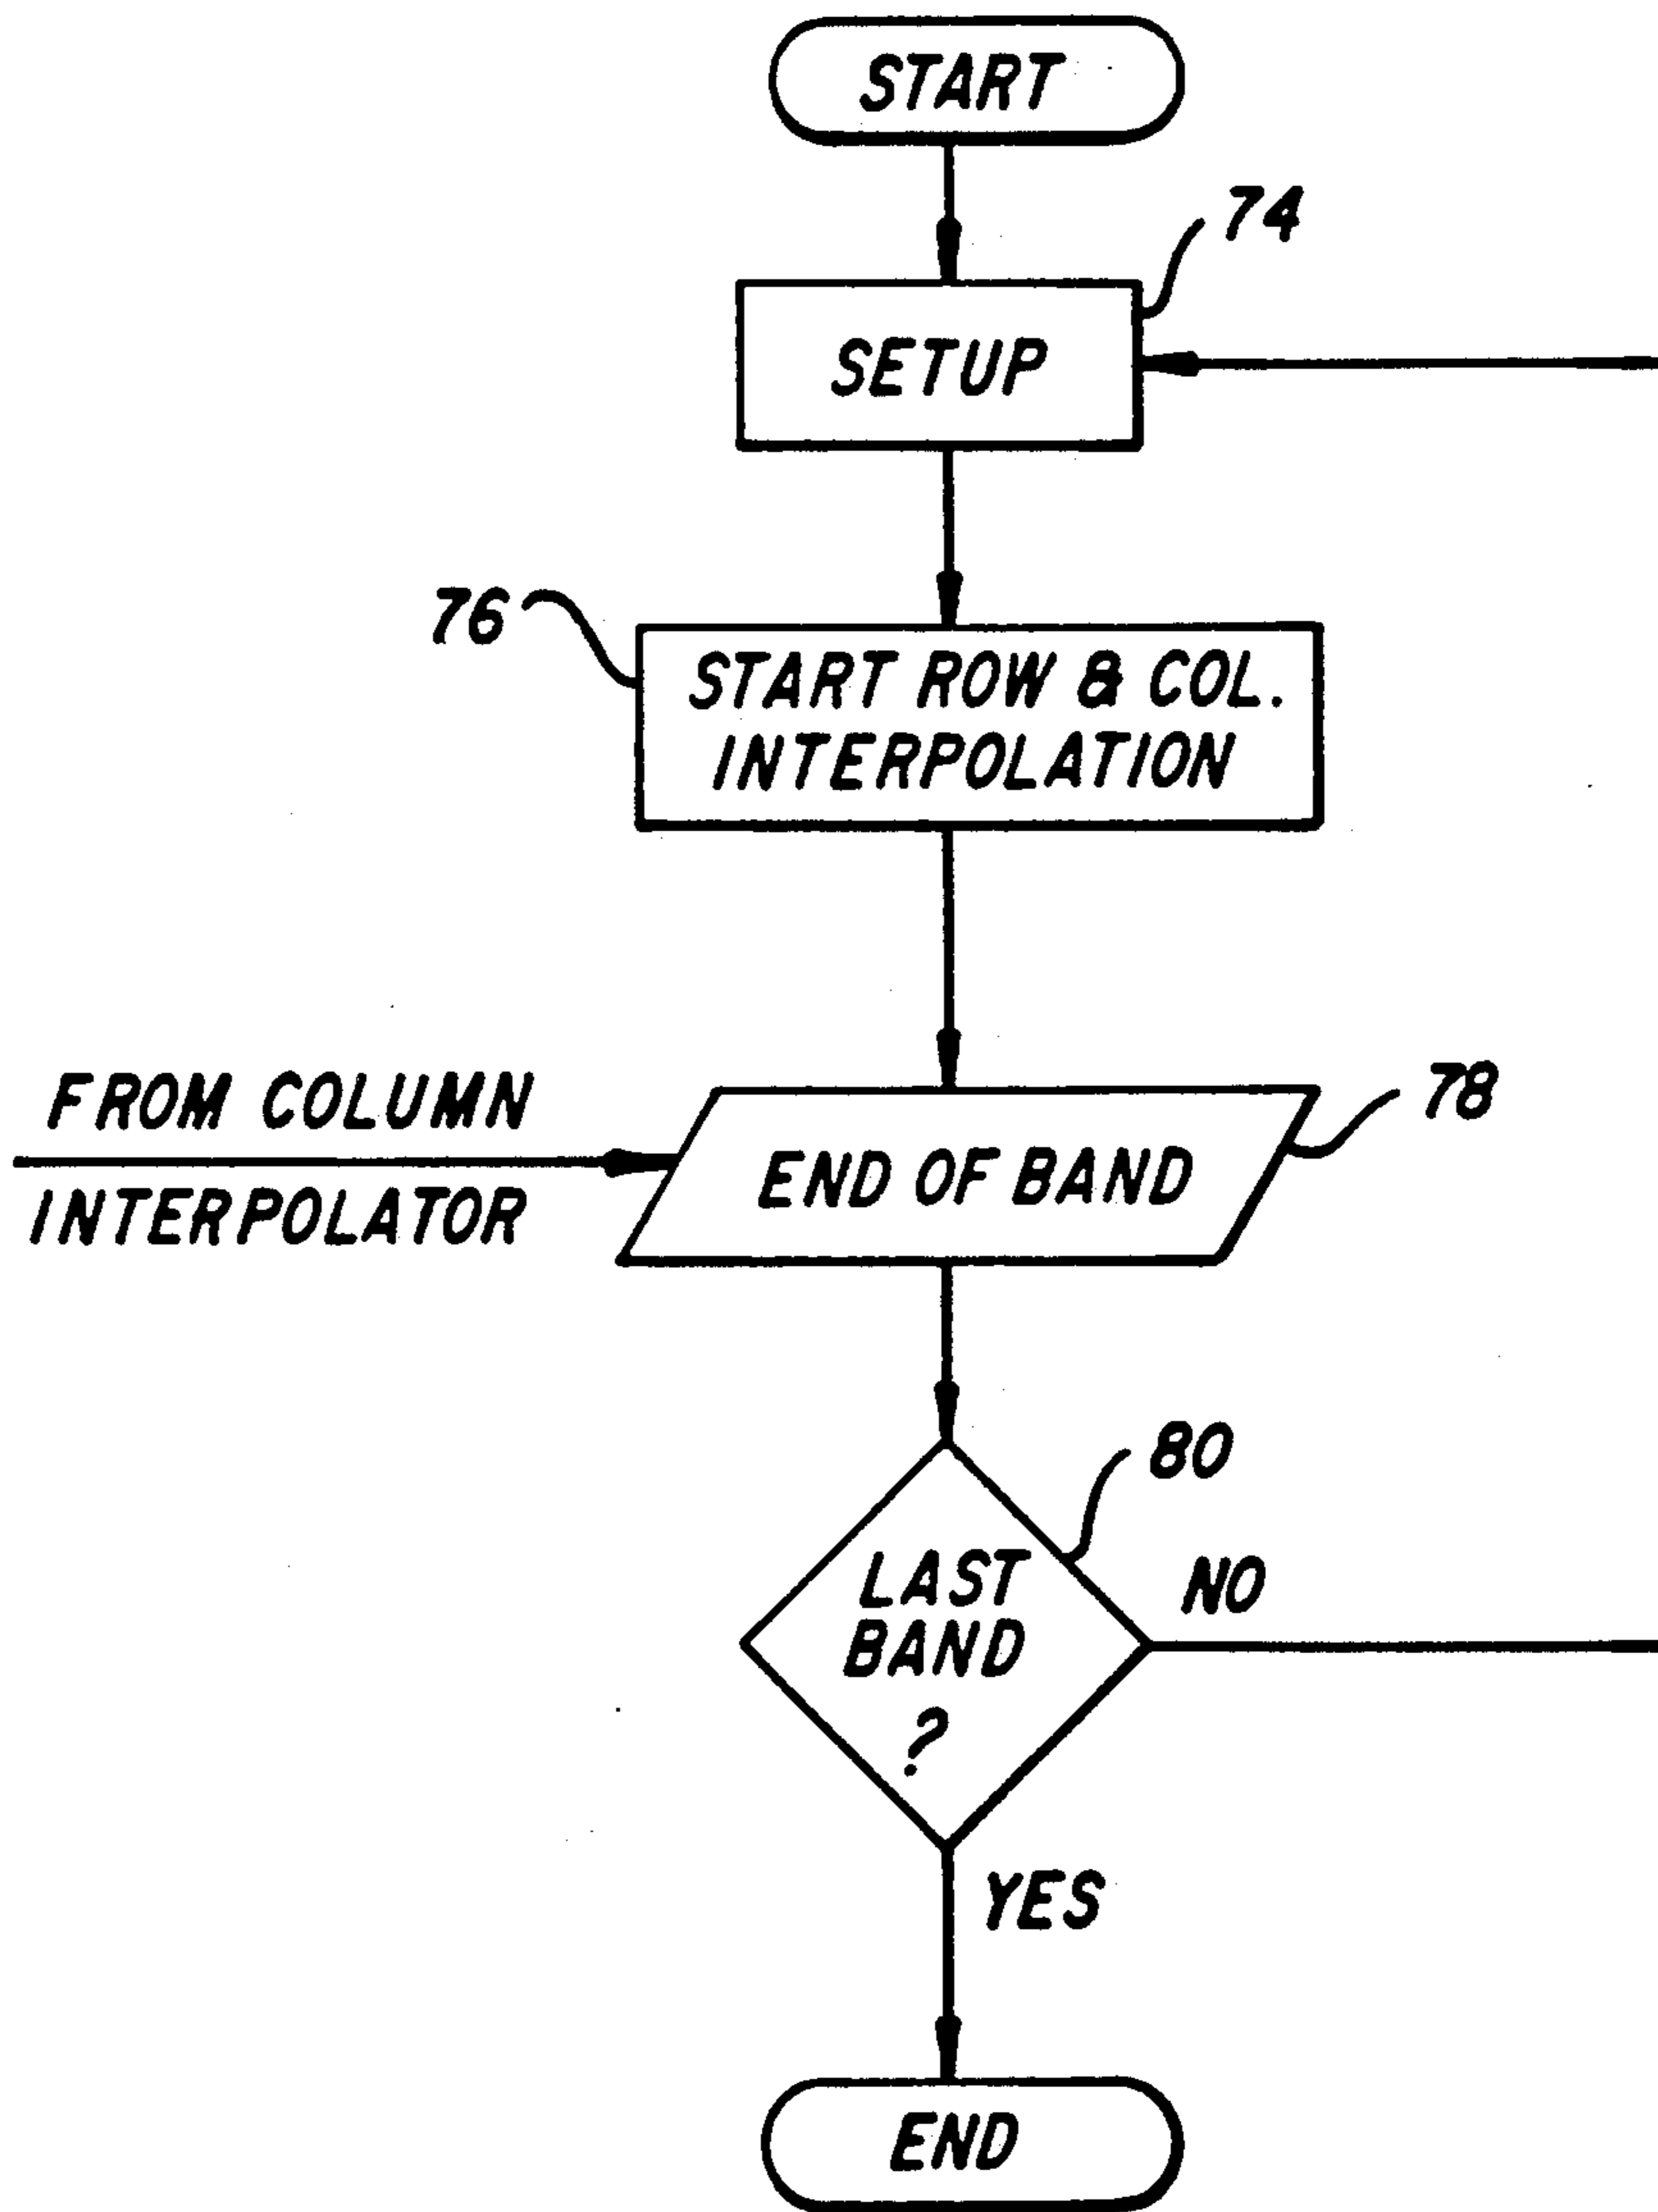 START
74
SETUP
76
START ROW & COL.
INTERPOLATION
FROM COLUMN
INTERPOLATOR
78
END OF BAND
80
LAST
BAND
?
NO
YES
END